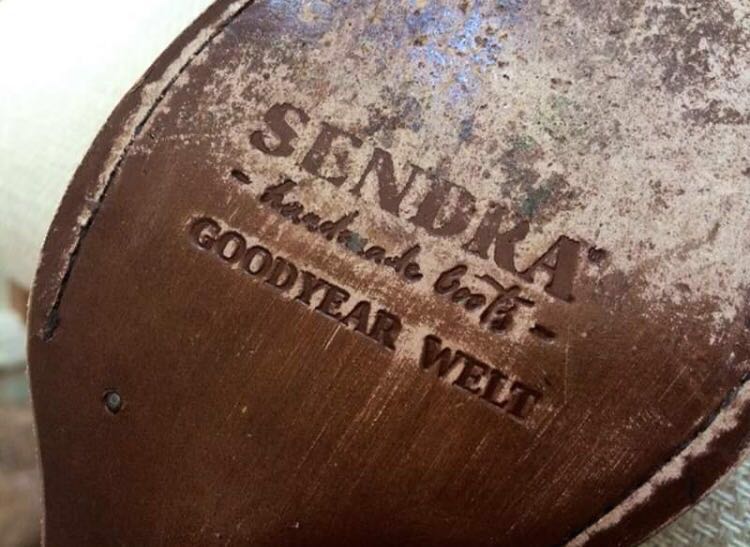 SENDRA®
- handmade boots -
GOODYEAR WELT